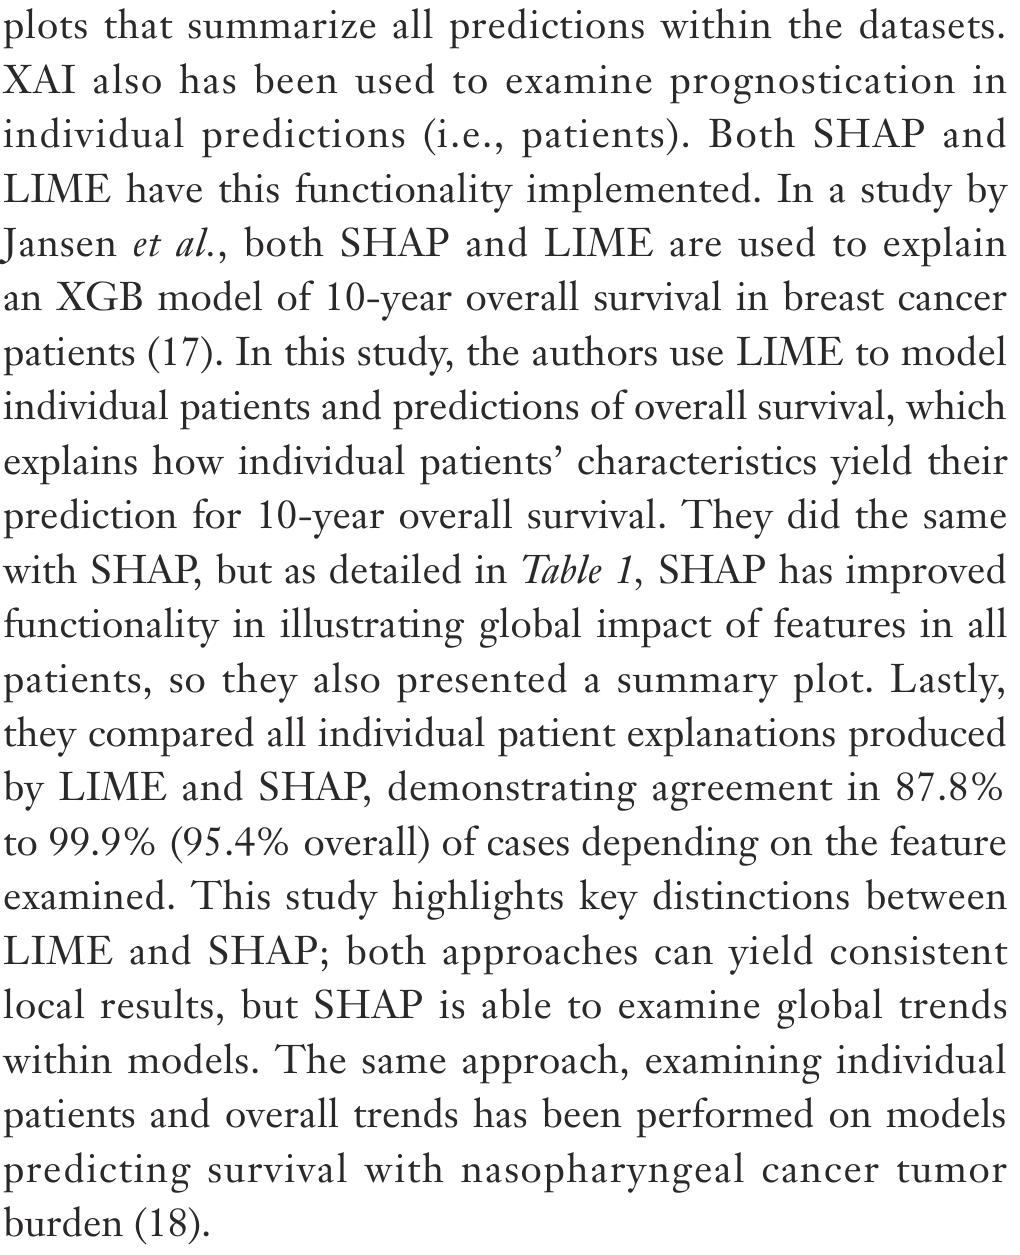 plots that summarize all predictions within the datasets.
XAI also has been used to examine prognostication in
individual predictions (i.e., patients). Both SHAP and
LIME have this functionality implemented. In a study by
Jansen et al., both SHAP and LIME are used to explain
an XGB model of 10-year overall survival in breast cancer
patients (17). In this study, the authors use LIME to model
individual patients and predictions of overall survival, which
explains how individual patients’ characteristics yield their
prediction for 10-year overall survival. They did the same
with SHAP, but as detailed in Table 1, SHAP has improved
functionality in illustrating global impact of features in all
patients, so they also presented a summary plot. Lastly,
they compared all individual patient explanations produced
by LIME and SHAP, demonstrating agreement in 87.8%
to 99.9% (95.4% overall) of cases depending on the feature
examined. This study highlights key distinctions between
LIME and SHAP; both approaches can yield consistent
local results, but SHAP is able to examine global trends
within models. The same approach, examining individual
patients and overall trends has been performed on models
predicting survival with nasopharyngeal cancer tumor
burden (18).